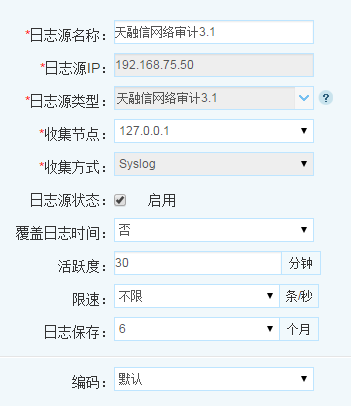 *日志源名称： 天融信网络审计3.1
*日志源IP： 192.168.75.50
*日志源类型： 天融信网络审计3.1 ?
*收集节点： 127.0.0.1
*收集方式： Syslog
日志源状态： 启用
覆盖日志时间： 否
活跃度： 30 分钟
限速： 不限 条/秒
日志保存： 6 个月
编码： 默认